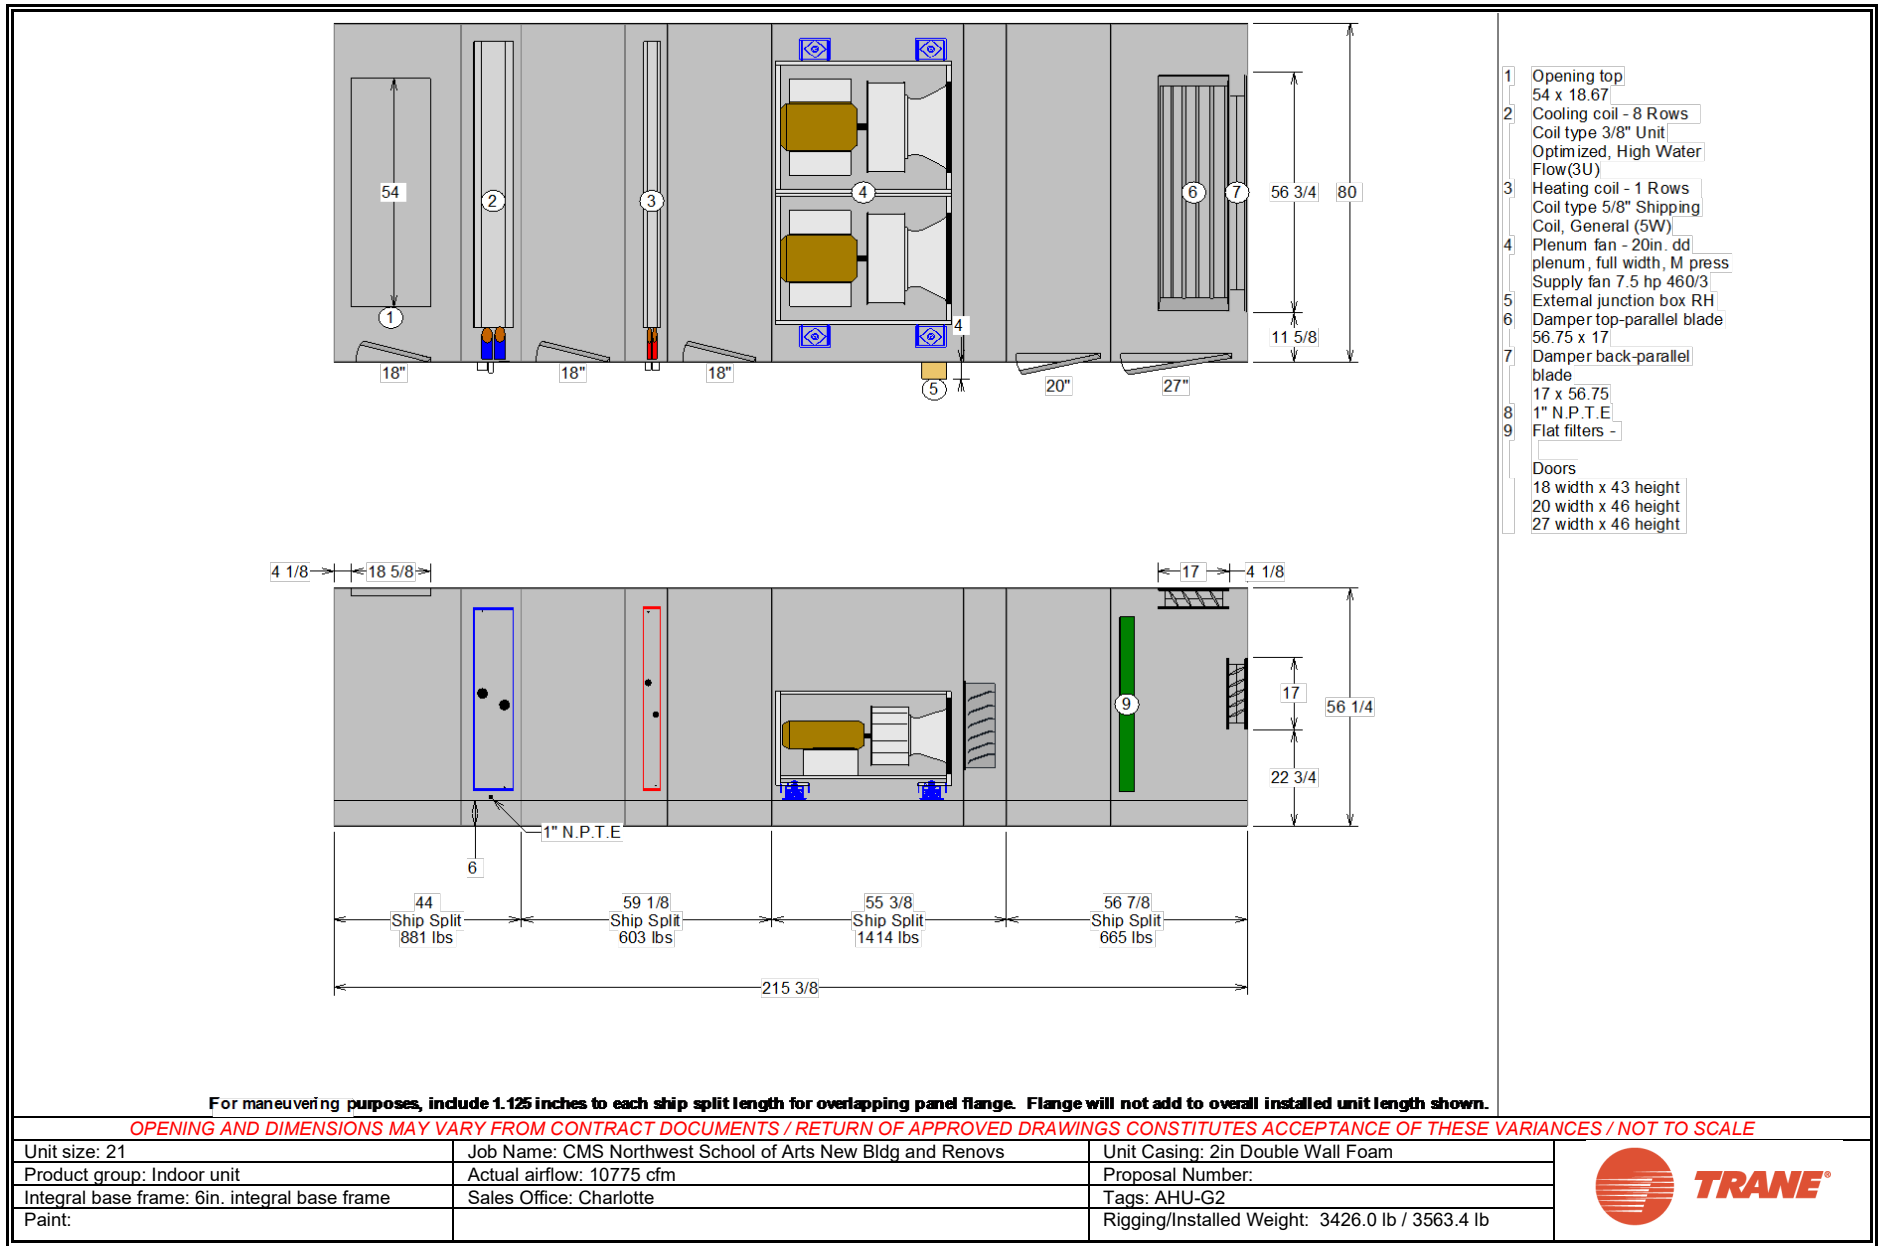 1 Opening top
54 x 18.67
2 Cooling coil - 8 Rows
Coil type 3/8" Unit
Optimized, High Water
Flow(3U)
3 Heating coil - 1 Rows
Coil type 5/8" Shipping
Coil, General (5W)
4 Plenum fan - 20in. dd
plenum, full width, M press
Supply fan 7.5 hp 460/3
5 External junction box RH
6 Damper top-parallel blade
56.75 x 17
7 Damper back-parallel
blade
17 x 56.75
8 1" N.P.T.E
9 Flat filters -
Doors
18 width x 43 height
20 width x 46 height
27 width x 46 height
54
1
2
3
4
6
7
56 3/4
80
11 5/8
4
5
18"
18"
18"
20"
27"
4 1/8
18 5/8
17
4 1/8
9
17
56 1/4
22 3/4
1" N.P.T.E
6
44
Ship Split
881 lbs
59 1/8
Ship Split
603 lbs
55 3/8
Ship Split
1414 lbs
56 7/8
Ship Split
665 lbs
215 3/8
For maneuvering purposes, include 1.125 inches to each ship split length for overlapping panel flange. Flange will not add to overall installed unit length shown.
OPENING AND DIMENSIONS MAY VARY FROM CONTRACT DOCUMENTS / RETURN OF APPROVED DRAWINGS CONSTITUTES ACCEPTANCE OF THESE VARIANCES / NOT TO SCALE
Unit size: 21
Job Name: CMS Northwest School of Arts New Bldg and Renovs
Unit Casing: 2in Double Wall Foam
Product group: Indoor unit
Actual airflow: 10775 cfm
Proposal Number:
Integral base frame: 6in. integral base frame
Sales Office: Charlotte
Tags: AHU-G2
Paint:
Rigging/Installed Weight: 3426.0 lb / 3563.4 lb
TRANE®